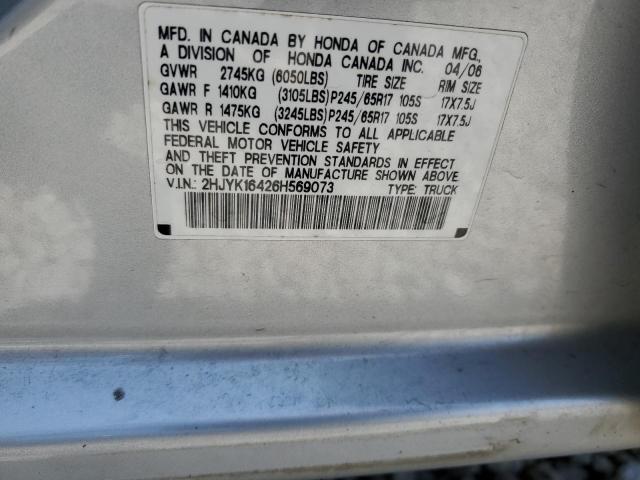 MFD. IN CANADA BY HONDA OF CANADA MFG.,
A DIVISION OF HONDA CANADA INC. 04/06
GVWR 2745KG (6050LBS) TIRE SIZE RIM SIZE
GAWR F 1410KG (3105LBS)P245/65R17 105S 17X7.5J
GAWR R 1475KG (3245LBS)P245/65R17 105S 17X7.5J
THIS VEHICLE CONFORMS TO ALL APPLICABLE
FEDERAL MOTOR VEHICLE SAFETY
AND THEFT PREVENTION STANDARDS IN EFFECT
ON THE DATE OF MANUFACTURE SHOWN ABOVE.
V.I.N.: 2HJYK16426H569073 TYPE: TRUCK